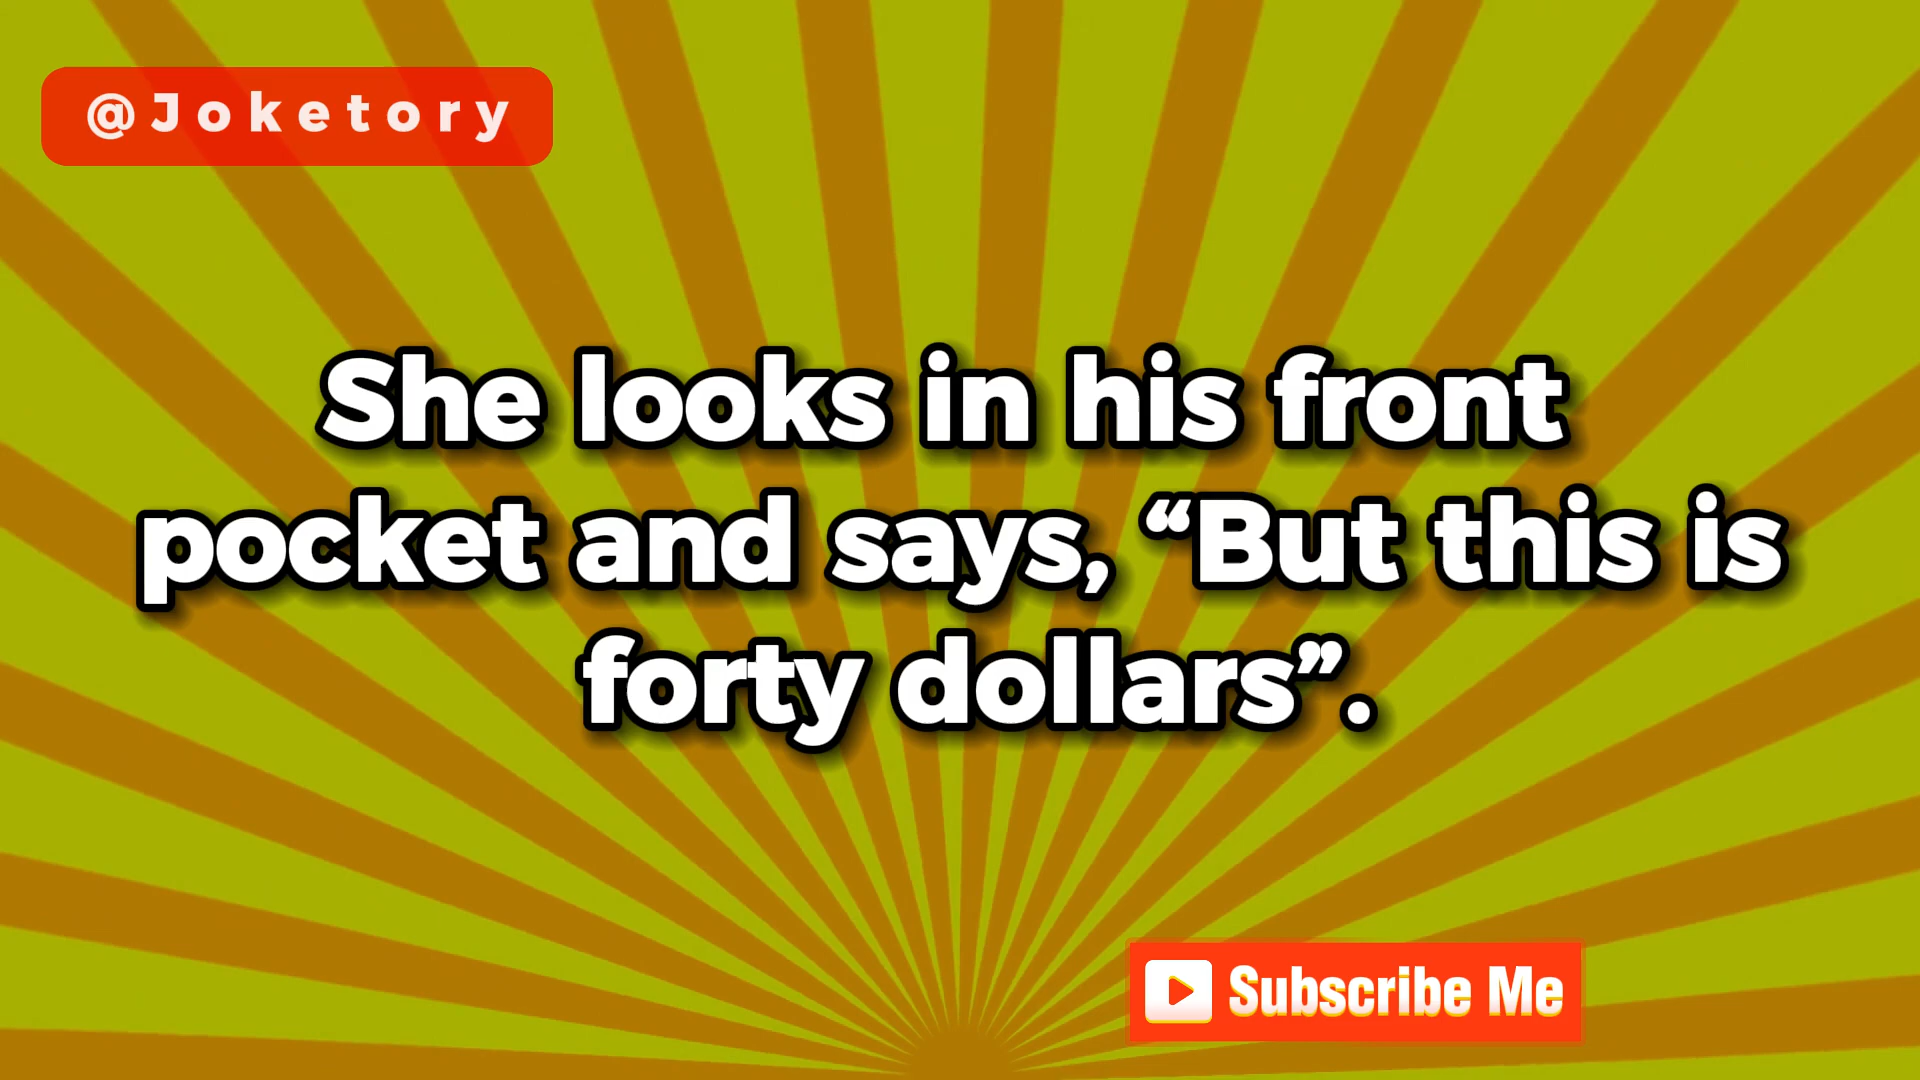 @Joketory
She looks in his front
pocket and says, “But this is
forty dollars”.
Subscribe Me